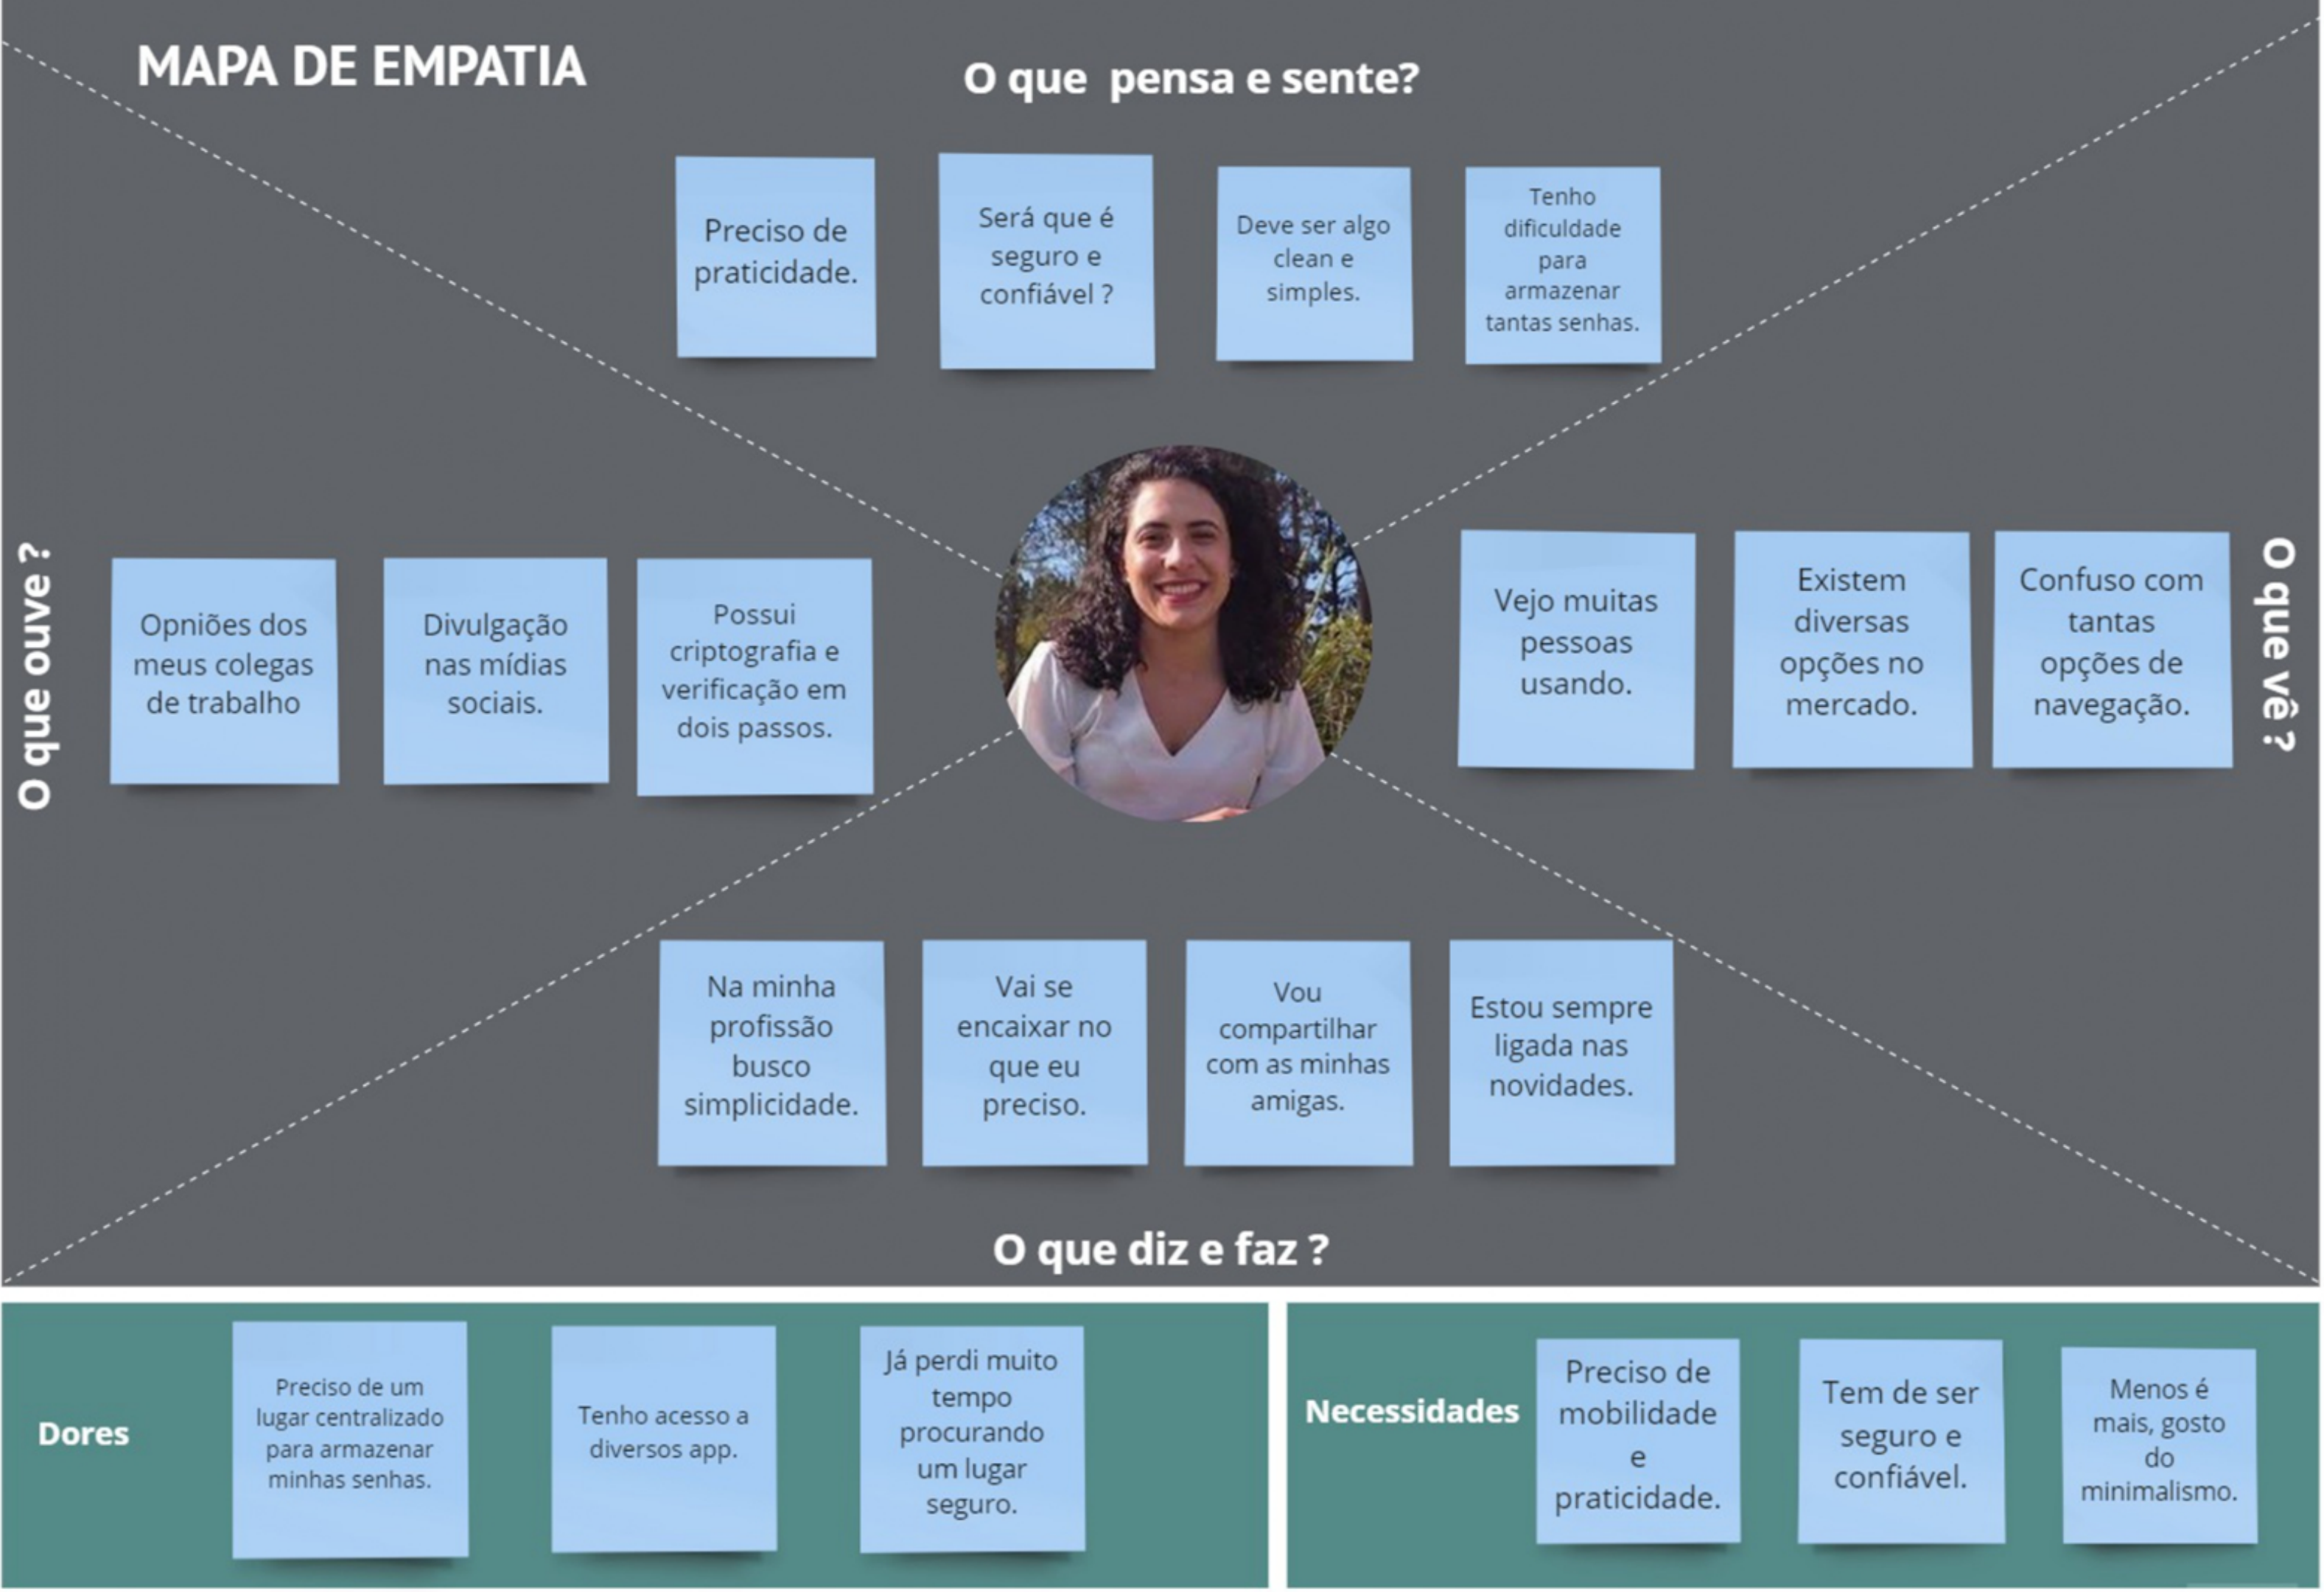 MAPA DE EMPATIA
O que pensa e sente?
Preciso de
praticidade.
Será que é
seguro e
confiável ?
Deve ser algo
clean e
simples.
Tenho
dificuldade
para
armazenar
tantas senhas.
O que ouve ?
Opniões dos
meus colegas
de trabalho
Divulgação
nas mídias
sociais.
Possui
criptografia e
verificação em
dois passos.
Vejo muitas
pessoas
usando.
Existem
diversas
opções no
mercado.
Confuso com
tantas
opções de
navegação.
O que vê ?
Na minha
profissão
busco
simplicidade.
Vai se
encaixar no
que eu
preciso.
Vou
compartilhar
com as minhas
amigas.
Estou sempre
ligada nas
novidades.
O que diz e faz ?
Dores
Preciso de um
lugar centralizado
para armazenar
minhas senhas.
Tenho acesso a
diversos app.
Já perdi muito
tempo
procurando
um lugar
seguro.
Necessidades
Preciso de
mobilidade
e
praticidade.
Tem de ser
seguro e
confiável.
Menos é
mais, gosto
do
minimalismo.